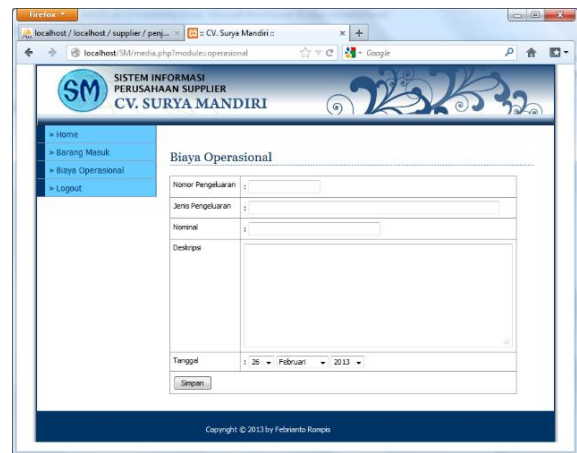 Firefox
localhost / localhost / supplier / penj... ×
:: CV. Surya Mandiri ::
×
+
localhost/SM/media.php?module=operasional
Google
SM
SISTEM INFORMASI
PERUSAHAAN SUPPLIER
CV. SURYA MANDIRI
» Home
» Barang Masuk
» Biaya Operasional
» Logout
Biaya Operasional
Nomor Pengeluaran :
Jenis Pengeluaran :
Nominal :
Deskripsi
Tanggal : 26 Februari 2013
Simpan
Copyright © 2013 by Febrianto Rompis